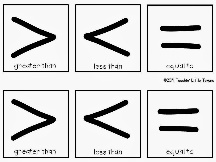 > < =
greater than less than equal to
> < =
greater than less than equal to